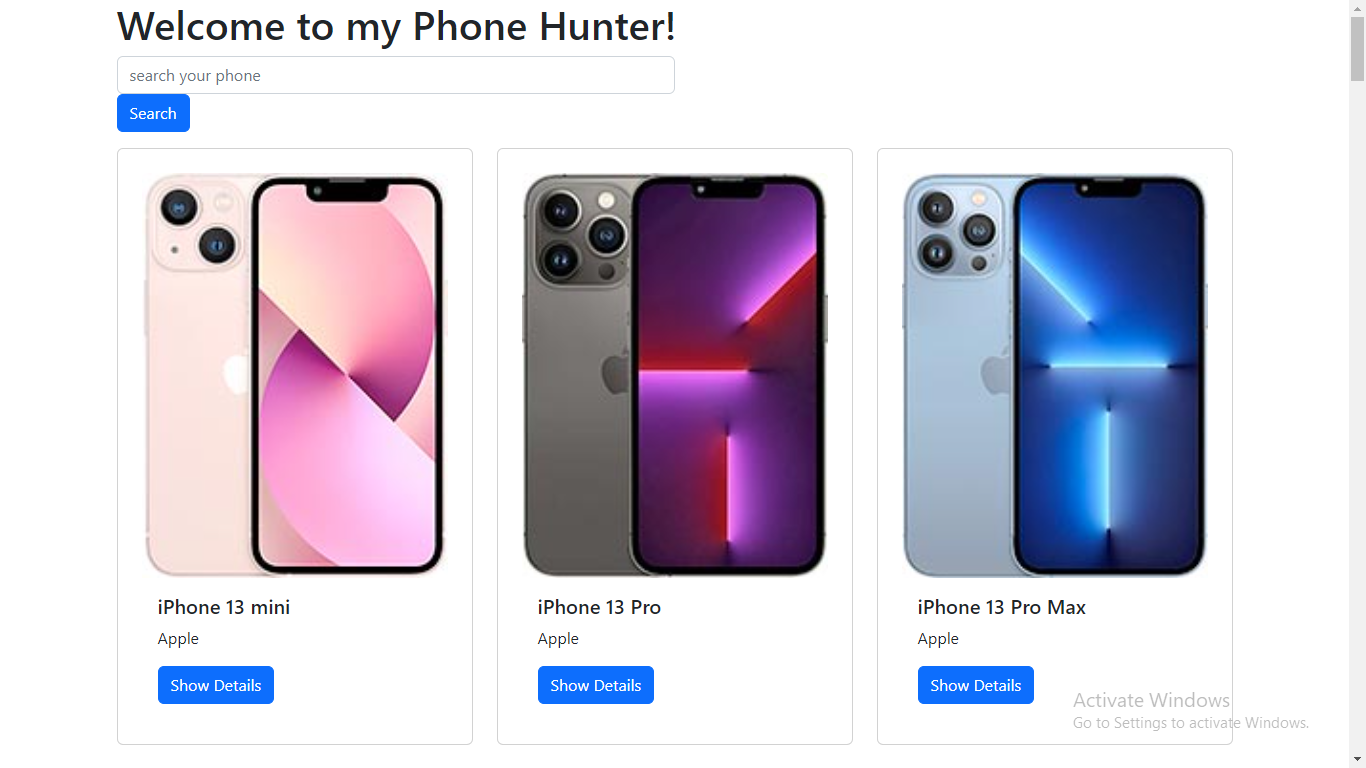 Welcome to my Phone Hunter!
search your phone
Search
iPhone 13 mini
Apple
Show Details
iPhone 13 Pro
Apple
Show Details
iPhone 13 Pro Max
Apple
Show Details
Activate Windows
Go to Settings to activate Windows.